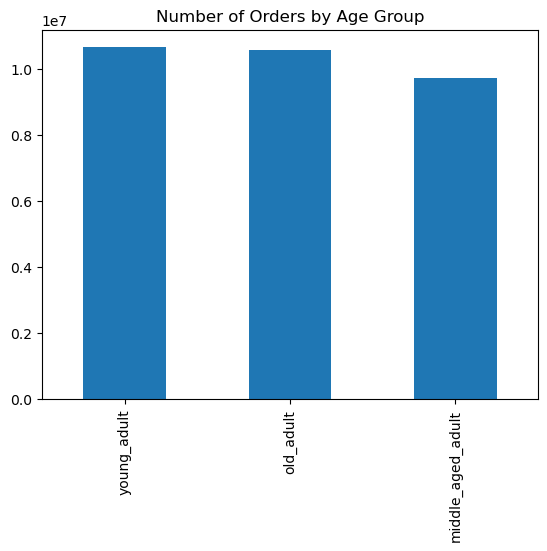 Number of Orders by Age Group
1e7
1.0
0.8
0.6
0.4
0.2
0.0
young_adult
old_adult
middle_aged_adult